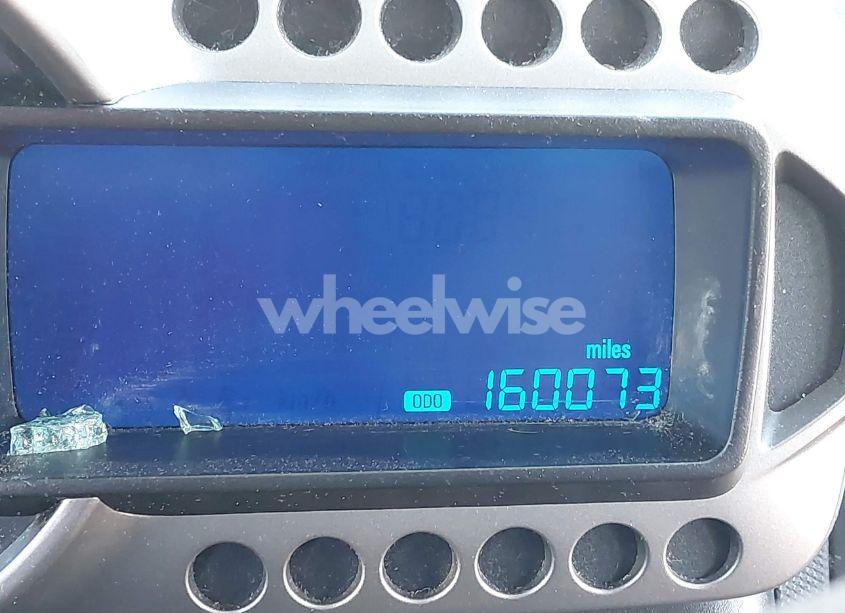 wheelwise
miles
ODO 160073